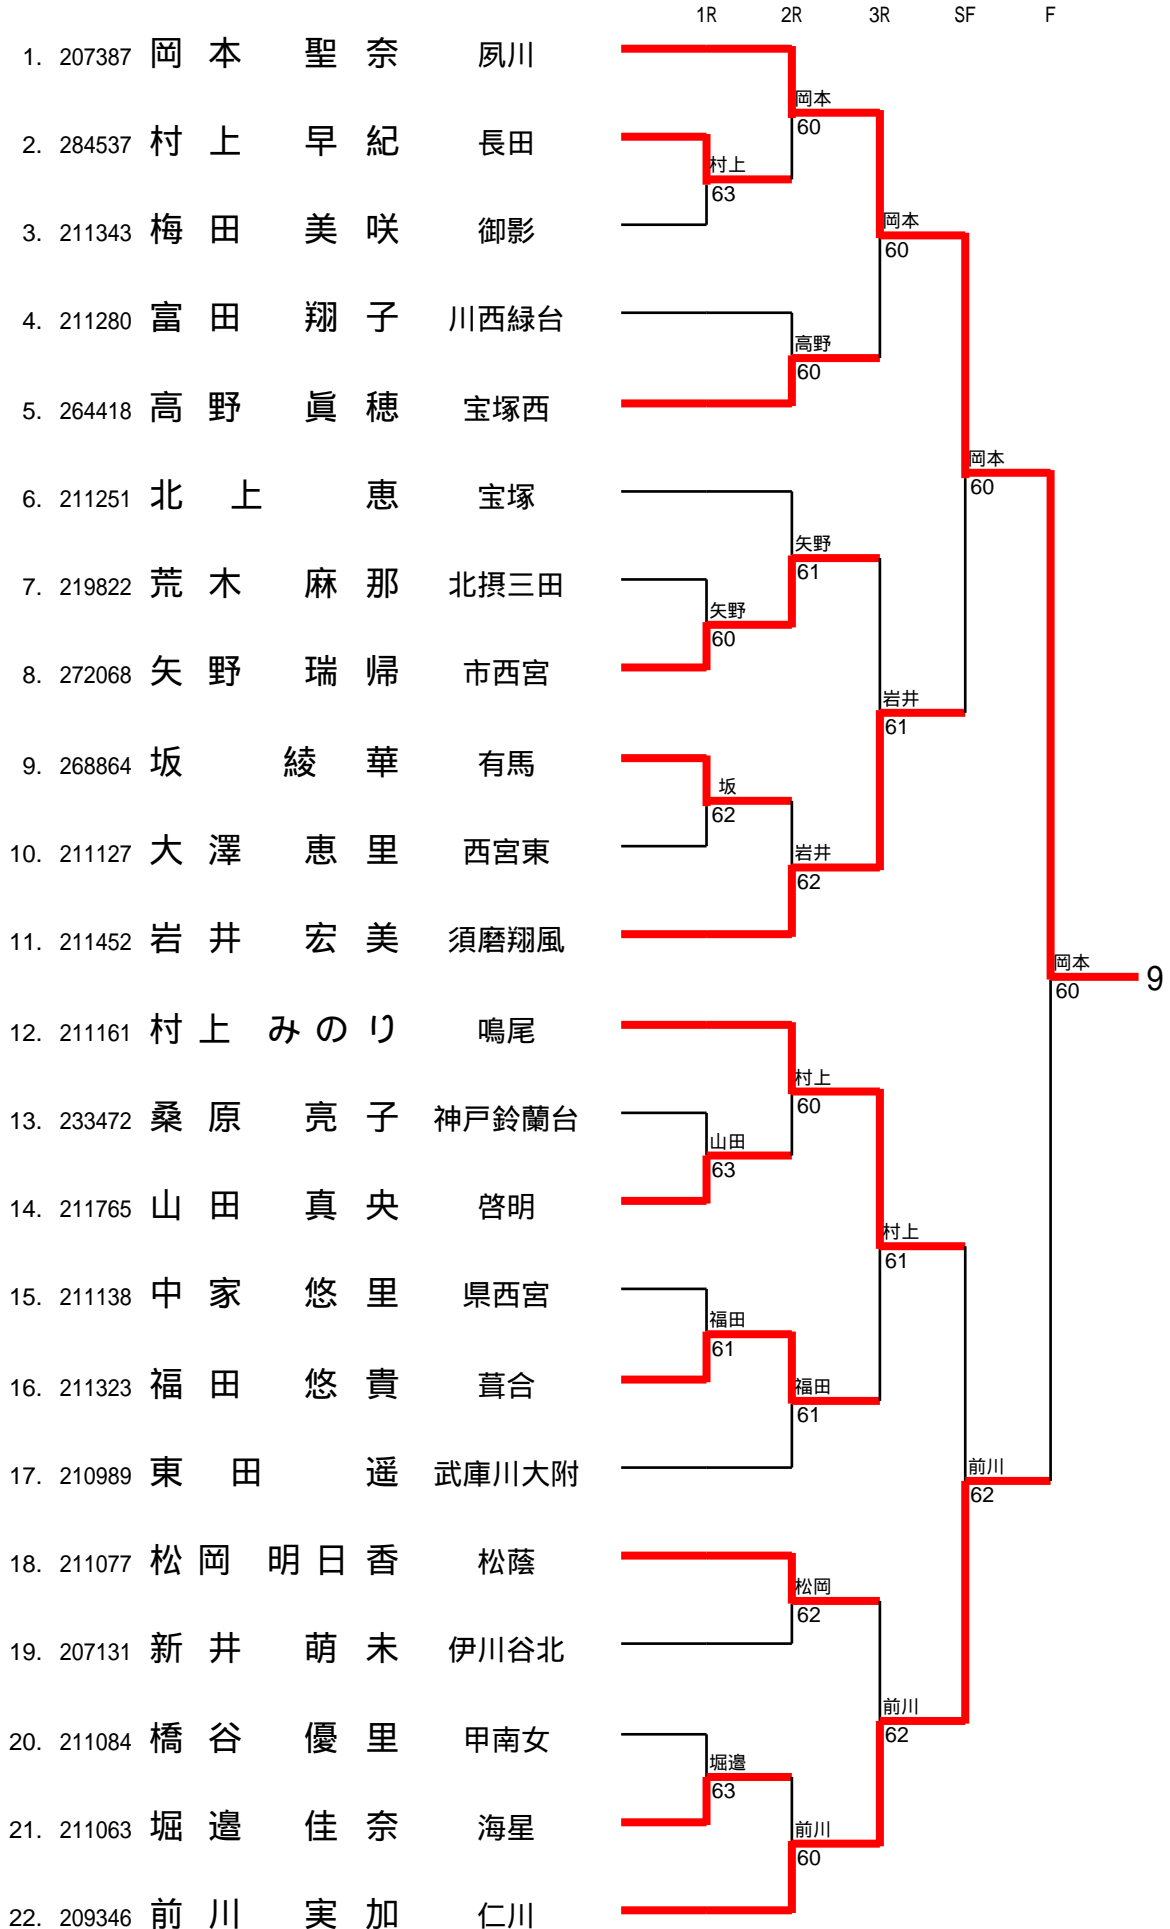 1R 2R 3R SF F
1. 207387 岡本 聖奈 夙川
岡本
60
2. 284537 村上 早紀 長田
村上
63
3. 211343 梅田 美咲 御影
岡本
60
4. 211280 富田 翔子 川西緑台
高野
60
5. 264418 高野 眞穂 宝塚西
岡本
60
6. 211251 北上 恵 宝塚
矢野
61
7. 219822 荒木 麻那 北摂三田
矢野
60
8. 272068 矢野 瑞帰 市西宮
岩井
61
9. 268864 坂 綾華 有馬
坂
62
10. 211127 大澤 恵里 西宮東
岩井
62
11. 211452 岩井 宏美 須磨翔風
岡本
60
9
12. 211161 村上 みのり 鳴尾
村上
60
13. 233472 桑原 亮子 神戸鈴蘭台
山田
63
14. 211765 山田 真央 啓明
村上
61
15. 211138 中家 悠里 県西宮
福田
61
16. 211323 福田 悠貴 葺合
福田
61
17. 210989 東田 遥 武庫川大附
前川
62
18. 211077 松岡 明日香 松蔭
松岡
62
19. 207131 新井 萌未 伊川谷北
前川
62
20. 211084 橋谷 優里 甲南女
堀邉
63
21. 211063 堀邉 佳奈 海星
前川
60
22. 209346 前川 実加 仁川